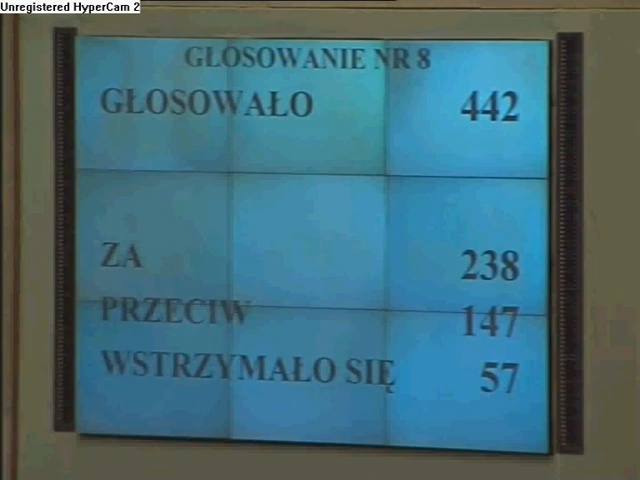 Unregistered HyperCam 2
GŁOSOWANIE NR 8
GŁOSOWAŁO 442
ZA 238
PRZECIW 147
WSTRZYMAŁO SIĘ 57